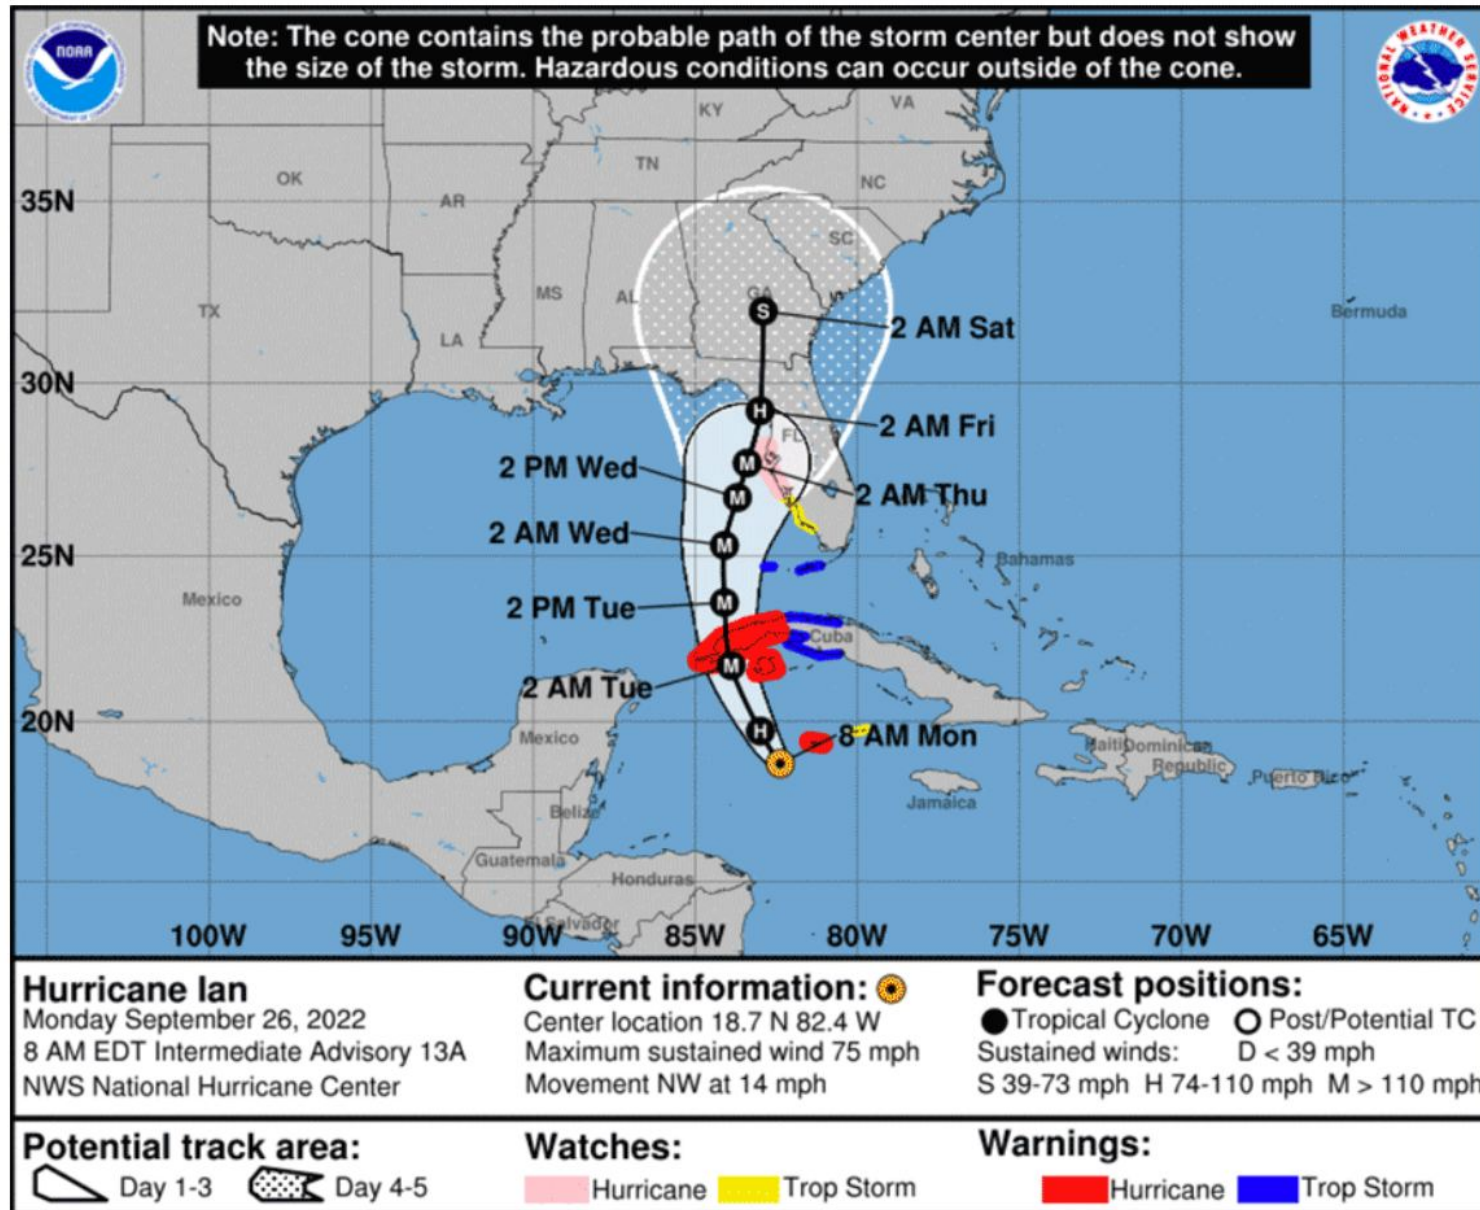 Note: The cone contains the probable path of the storm center but does not show
the size of the storm. Hazardous conditions can occur outside of the cone.
NOAA
NATIONAL WEATHER SERVICE
KY
VA
TN
NC
OK
AR
35N
SC
MS
AL
GA
TX
S
Bermuda
LA
2 AM Sat
30N
H
2 AM Fri
FL
2 PM Wed
M
2 AM Thu
M
2 AM Wed
M
25N
Bahamas
Mexico
2 PM Tue
M
Cuba
M
2 AM Tue
20N
H
8 AM Mon
Mexico
Haiti
Dominican
Republic
Puerto Rico
Jamaica
Belize
Guatemala
Honduras
El Salvador
100W 95W 90W 85W 80W 75W 70W 65W
Hurricane Ian
Monday September 26, 2022
8 AM EDT Intermediate Advisory 13A
NWS National Hurricane Center
Current information:
Center location 18.7 N 82.4 W
Maximum sustained wind 75 mph
Movement NW at 14 mph
Forecast positions:
Tropical Cyclone Post/Potential TC
Sustained winds: D < 39 mph
S 39-73 mph H 74-110 mph M > 110 mph
Potential track area:
Day 1-3 Day 4-5
Watches:
Hurricane Trop Storm
Warnings:
Hurricane Trop Storm